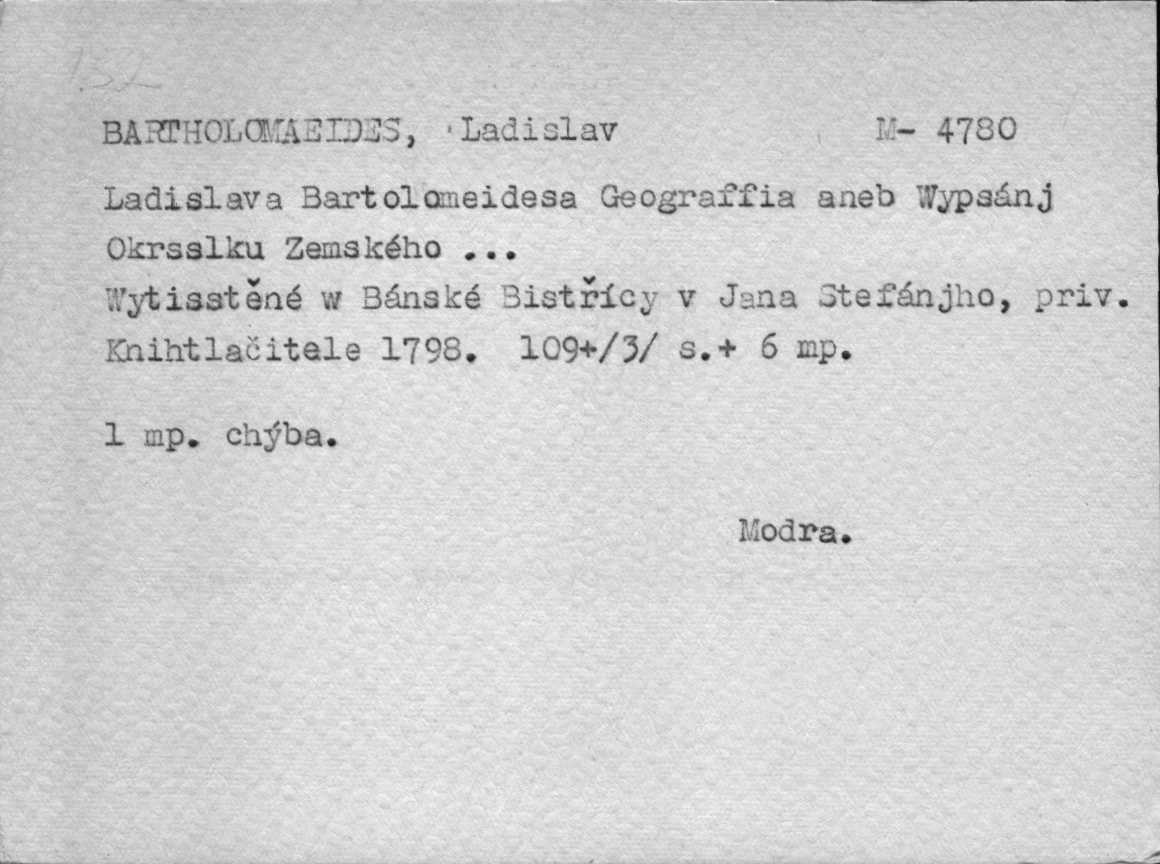 132
BARTHOLOMAEIDES, Ladislav M- 4780
Ladislava Bartolomeidesa Geograffia aneb Wypsánj
Okrsslku Zemského ...
Wytisstěné w Bánské Bistřícy v Jana Stefánjho, priv.
Knihtlačitele 1798. 109+/3/ s.+ 6 mp.
1 mp. chýba.
Modra.